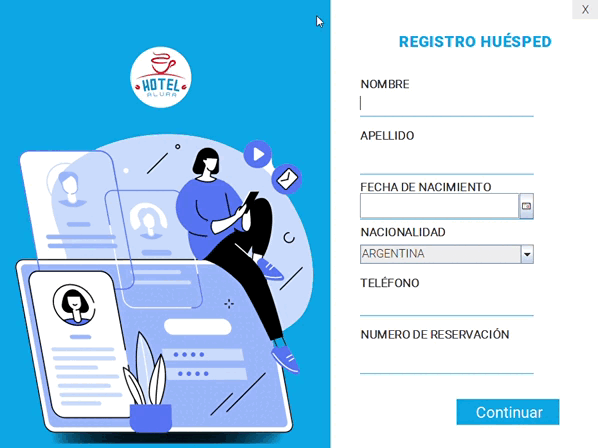 X
HOTEL
ALURA
REGISTRO HUÉSPED
NOMBRE
APELLIDO
FECHA DE NACIMIENTO
NACIONALIDAD
ARGENTINA
TELÉFONO
NUMERO DE RESERVACIÓN
Continuar